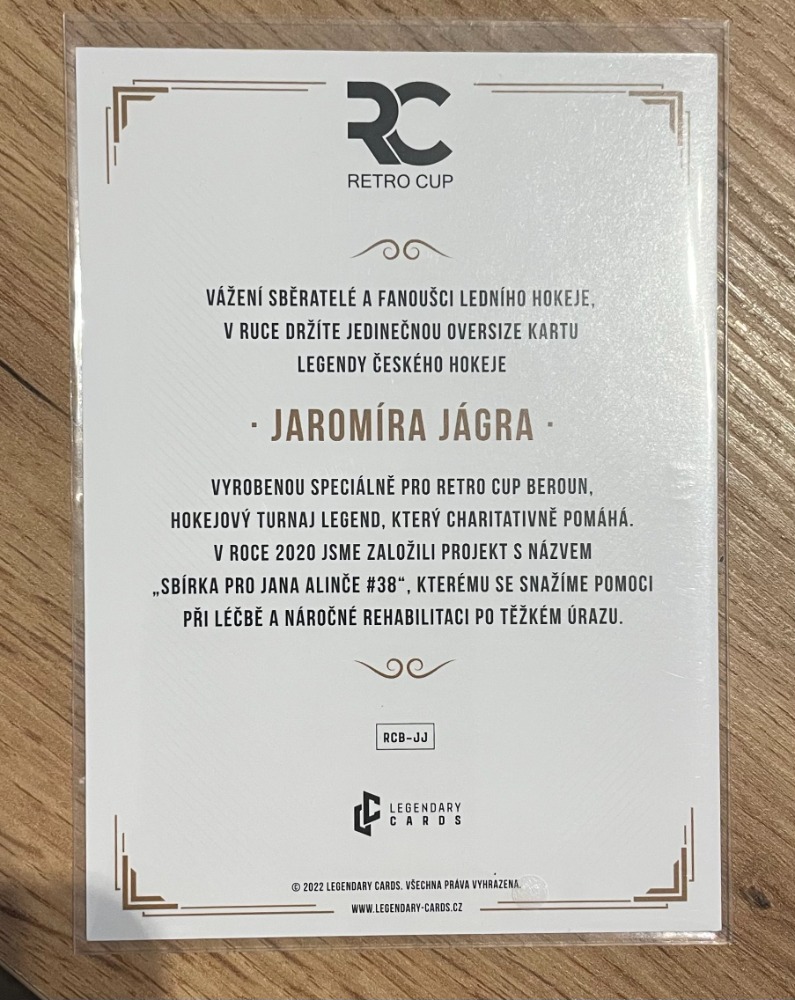 RC
RETRO CUP
VÁŽENÍ SBĚRATELÉ A FANOUŠCI LEDNÍHO HOKEJE,
V RUCE DRŽÍTE JEDINEČNOU OVERSIZE KARTU
LEGENDY ČESKÉHO HOKEJE
· JAROMÍRA JÁGRA ·
VYROBENOU SPECIÁLNĚ PRO RETRO CUP BEROUN,
HOKEJOVÝ TURNAJ LEGEND, KTERÝ CHARITATIVNĚ POMÁHÁ.
V ROCE 2020 JSME ZALOŽILI PROJEKT S NÁZVEM
„SBÍRKA PRO JANA ALINČE #38“, KTERÉMU SE SNAŽÍME POMOCI
PŘI LÉČBĚ A NÁROČNÉ REHABILITACI PO TĚŽKÉM ÚRAZU.
RCB-JJ
LEGENDARY
CARDS
© 2022 LEGENDARY CARDS. VŠECHNA PRÁVA VYHRAZENA.
WWW.LEGENDARY-CARDS.CZ